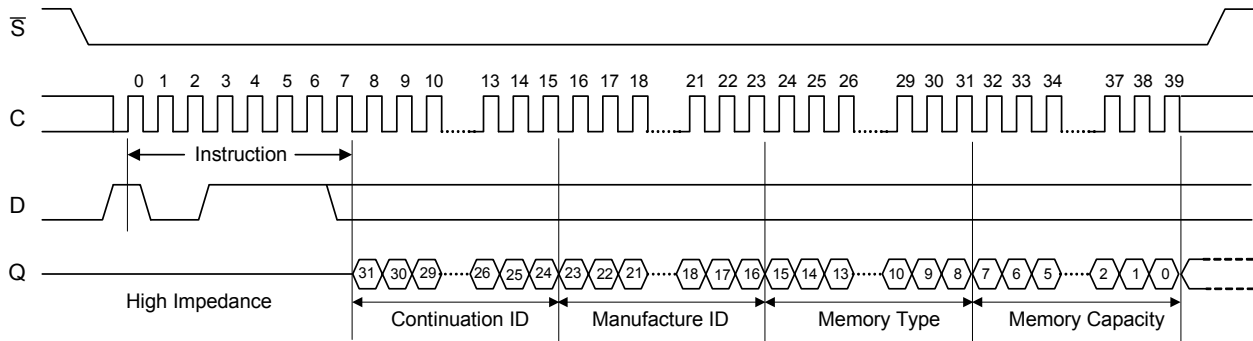 S
0 1 2 3 4 5 6 7 8 9 10 13 14 15 16 17 18 21 22 23 24 25 26 29 30 31 32 33 34 37 38 39
C
Instruction
D
Q
31 30 29 26 25 24 23 22 21 18 17 16 15 14 13 10 9 8 7 6 5 2 1 0
High Impedance
Continuation ID Manufacture ID Memory Type Memory Capacity